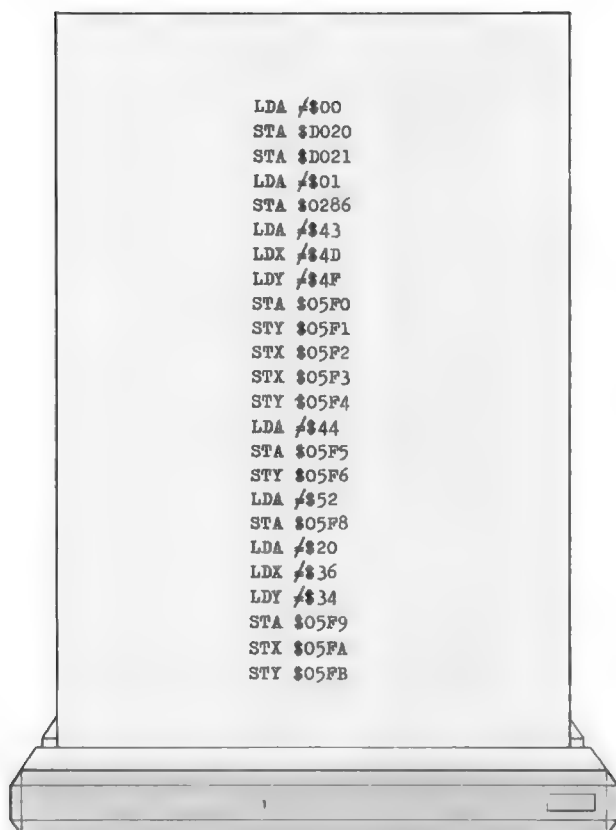 LDA #$00
STA $D020
STA $D021
LDA #$01
STA $0286
LDA #$43
LDX #$4D
LDY #$4F
STA $05F0
STY $05F1
STX $05F2
STX $05F3
STY $05F4
LDA #$44
STA $05F5
STY $05F6
LDA #$52
STA $05F8
LDA #$20
LDX #$36
LDY #$34
STA $05F9
STX $05FA
STY $05FB